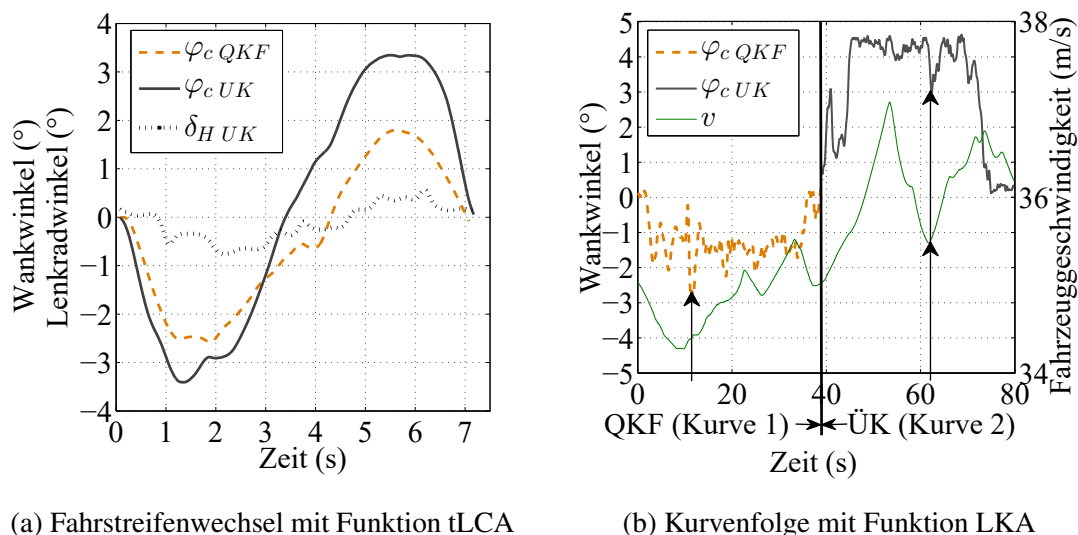 4
3
2
1
0
−1
−2
−3
−4
0 1 2 3 4 5 6 7
Wankwinkel (°)
Lenkradwinkel (°)
Zeit (s)
φc QKF
φc UK
δH UK
(a) Fahrstreifenwechsel mit Funktion tLCA
5
4
3
2
1
0
−1
−2
−3
−4
−5
0 20 40 60 80
38
36
34
Wankwinkel (°)
Fahrzeuggeschwindigkeit (m/s)
φc QKF
φc UK
v
QKF (Kurve 1)
ÜK (Kurve 2)
Zeit (s)
(b) Kurvenfolge mit Funktion LKA